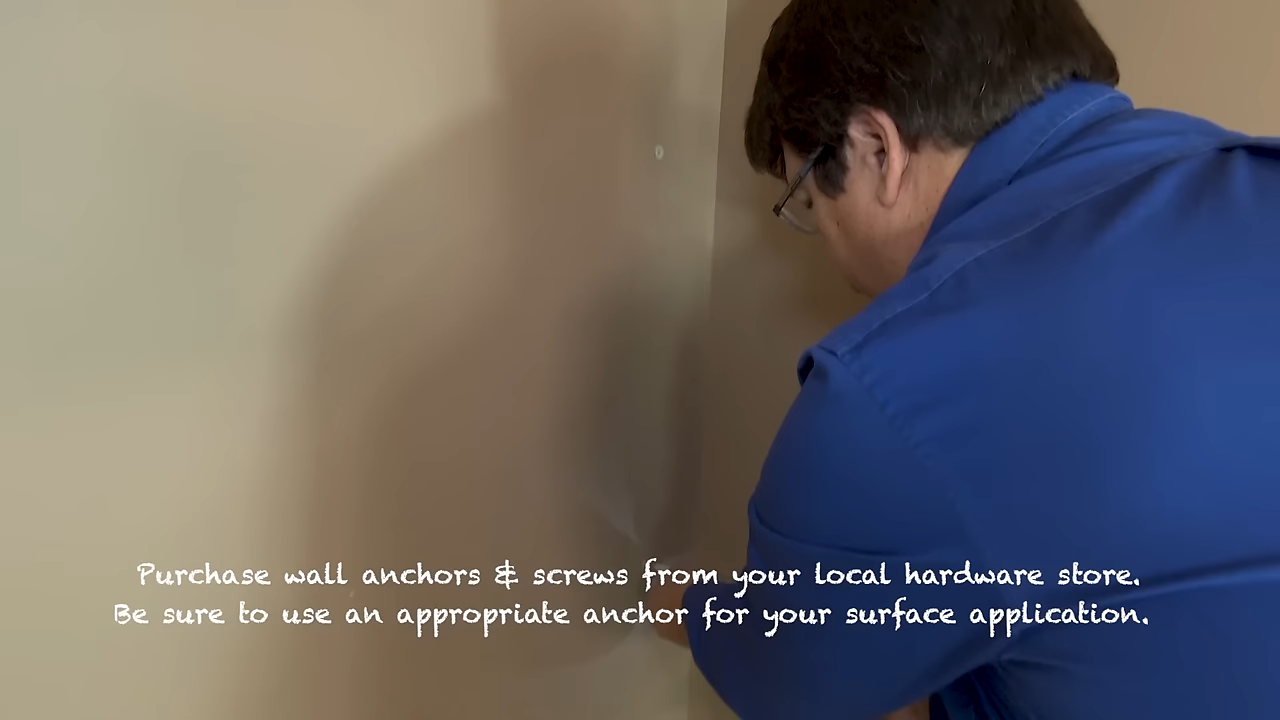 Purchase wall anchors & screws from your local hardware store.
Be sure to use an appropriate anchor for your surface application.